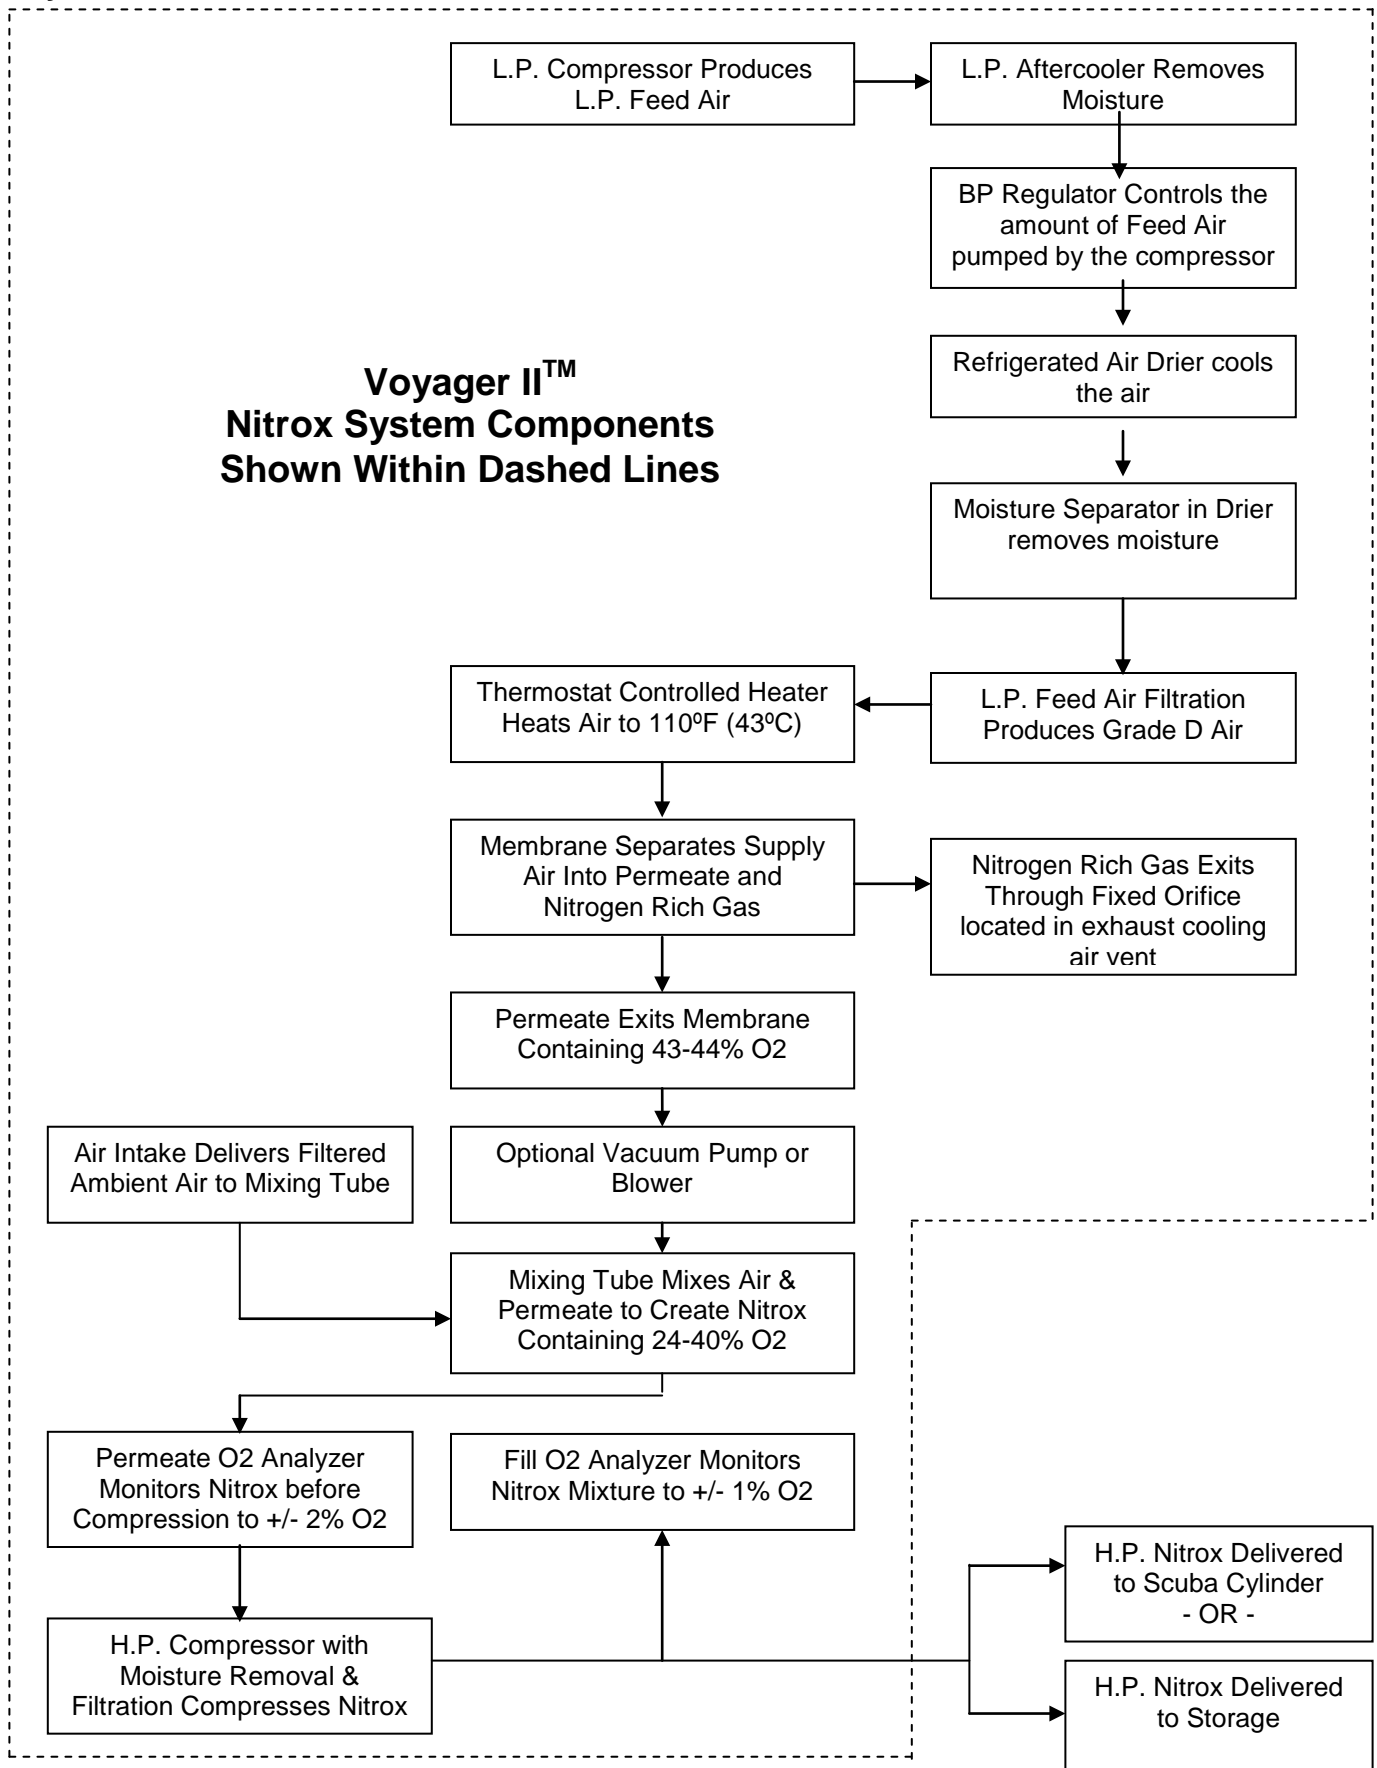 L.P. Compressor Produces
L.P. Feed Air
L.P. Aftercooler Removes
Moisture
BP Regulator Controls the
amount of Feed Air
pumped by the compressor
Refrigerated Air Drier cools
the air
Voyager II™
Nitrox System Components
Shown Within Dashed Lines
Moisture Separator in Drier
removes moisture
Thermostat Controlled Heater
Heats Air to 110ºF (43ºC)
L.P. Feed Air Filtration
Produces Grade D Air
Membrane Separates Supply
Air Into Permeate and
Nitrogen Rich Gas
Nitrogen Rich Gas Exits
Through Fixed Orifice
located in exhaust cooling
air vent
Permeate Exits Membrane
Containing 43-44% O2
Air Intake Delivers Filtered
Ambient Air to Mixing Tube
Optional Vacuum Pump or
Blower
Mixing Tube Mixes Air &
Permeate to Create Nitrox
Containing 24-40% O2
Permeate O2 Analyzer
Monitors Nitrox before
Compression to +/- 2% O2
Fill O2 Analyzer Monitors
Nitrox Mixture to +/- 1% O2
H.P. Nitrox Delivered
to Scuba Cylinder
- OR -
H.P. Compressor with
Moisture Removal &
Filtration Compresses Nitrox
H.P. Nitrox Delivered
to Storage